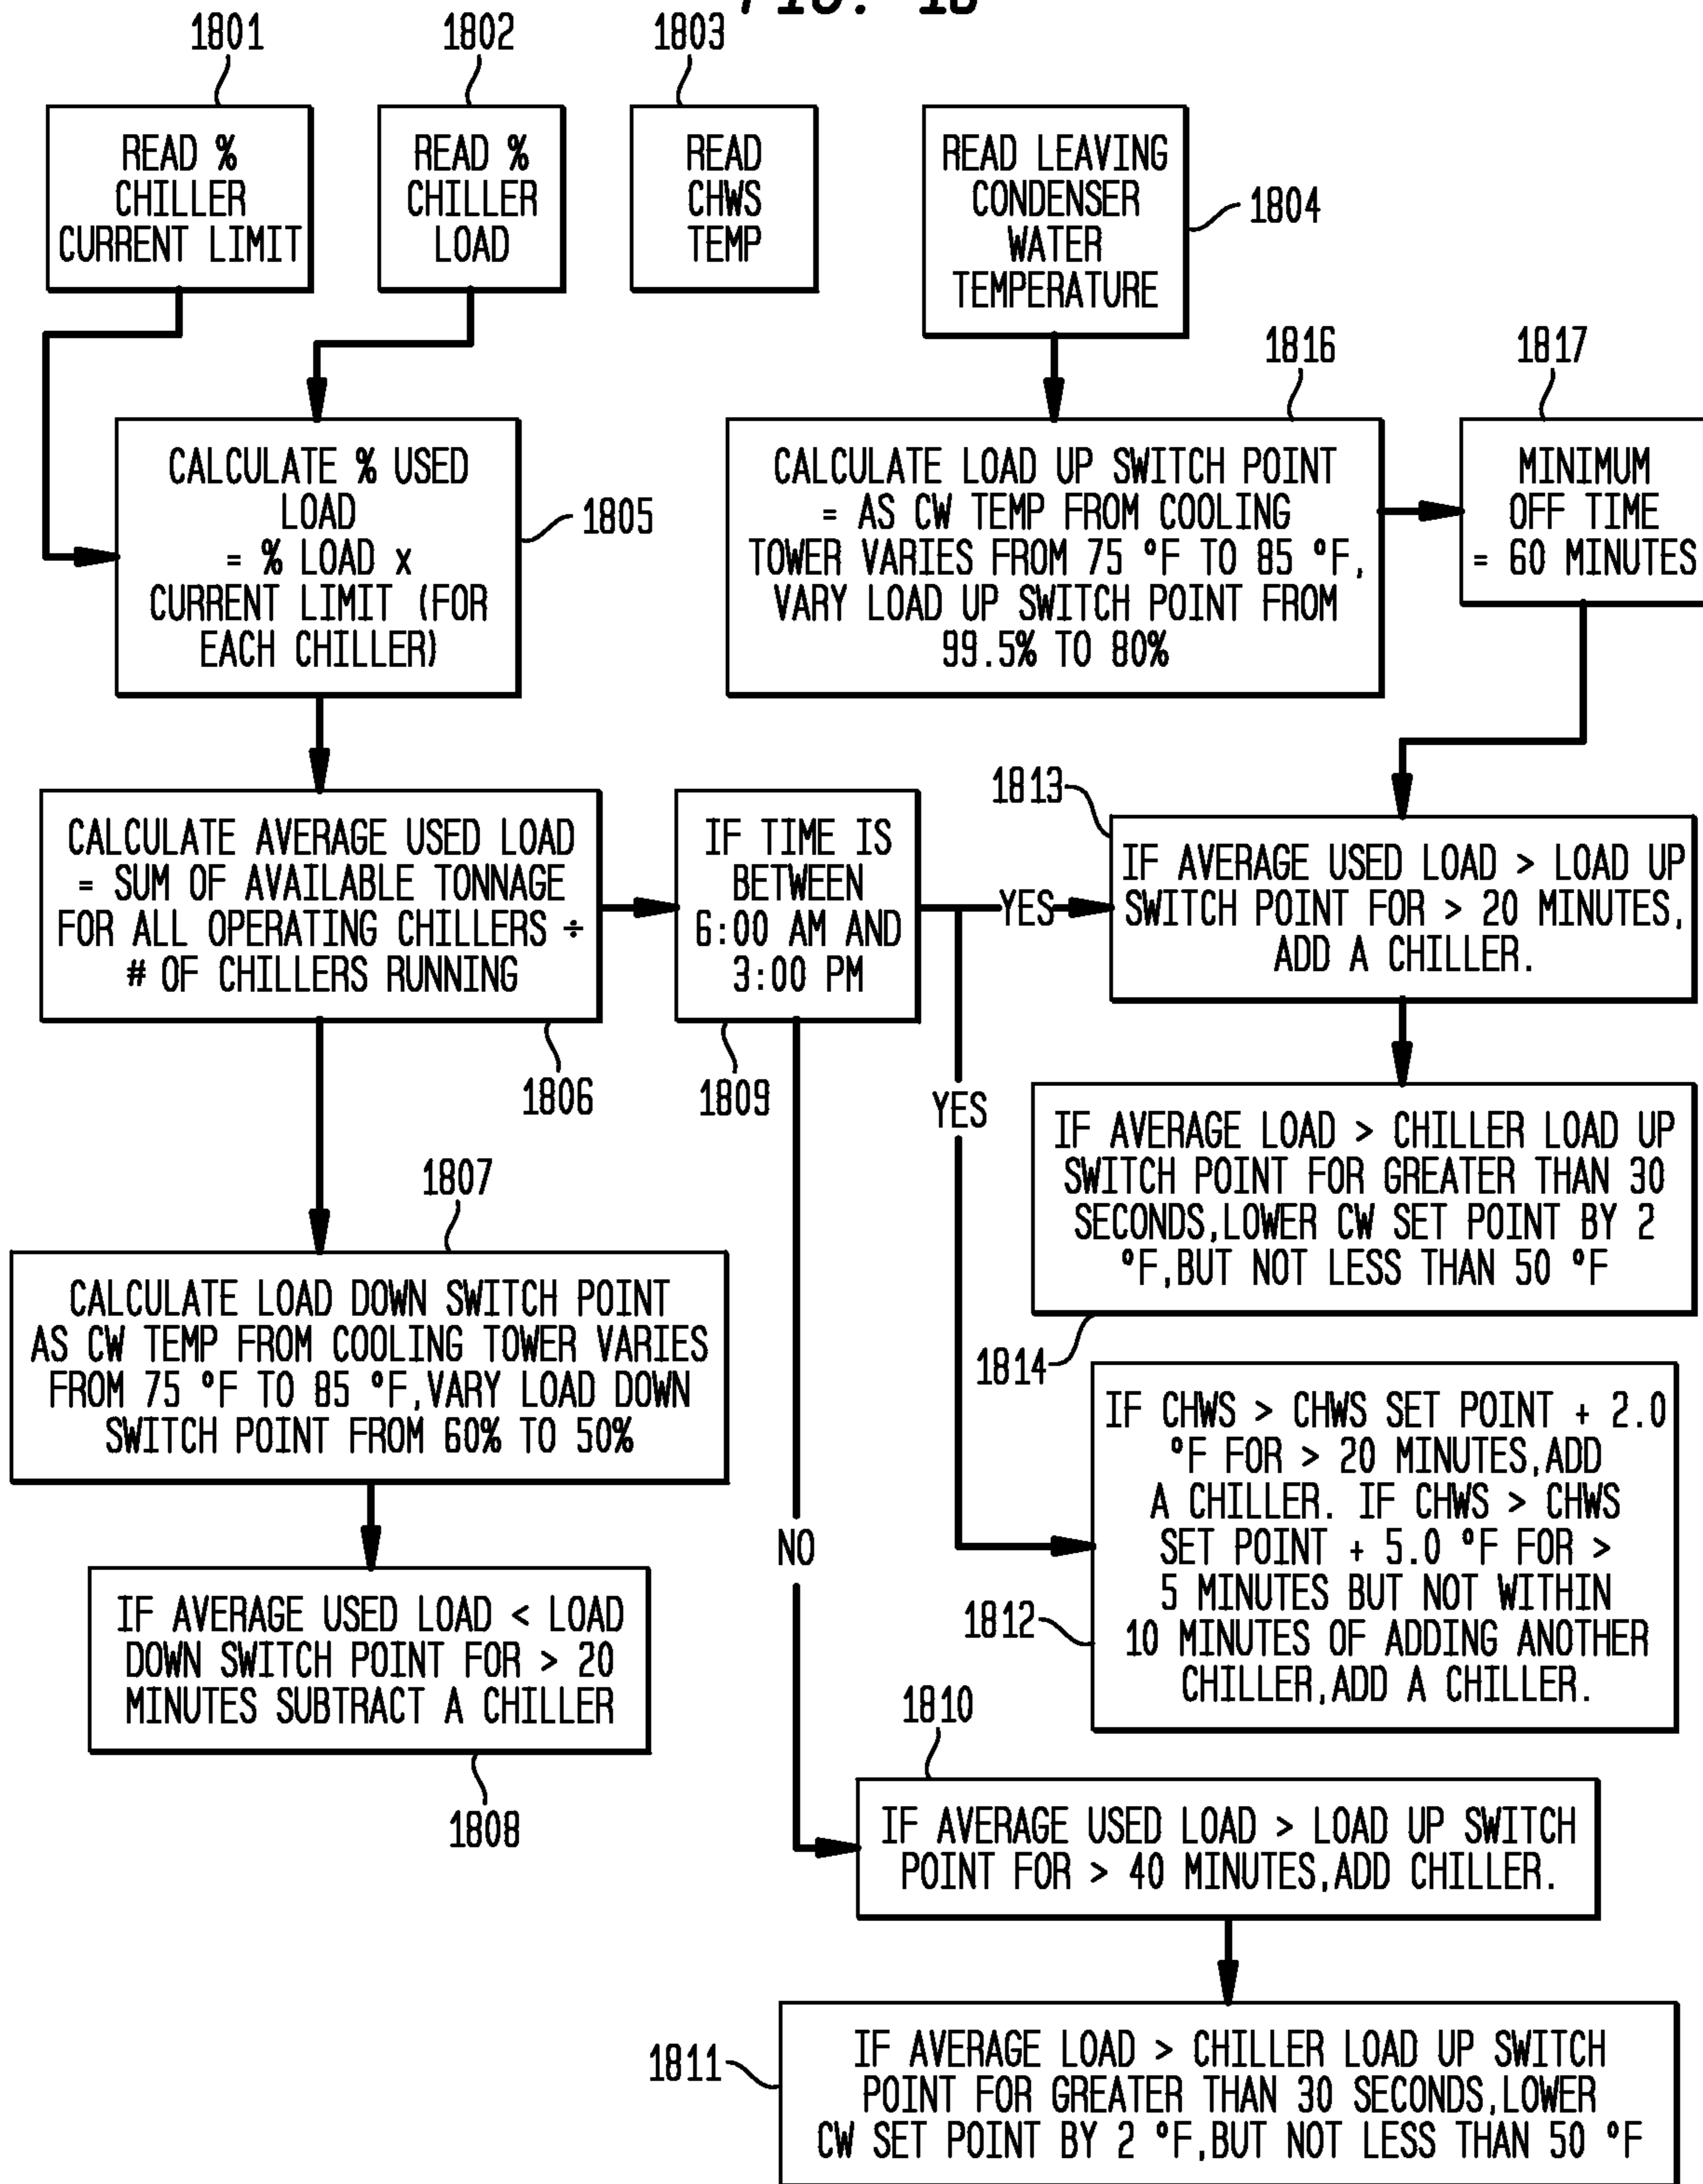 1801
1802
1803
READ %
CHILLER
CURRENT LIMIT
READ %
CHILLER
LOAD
READ
CHWS
TEMP
READ LEAVING
CONDENSER
WATER
TEMPERATURE
1804
1816
1817
CALCULATE % USED
LOAD
= % LOAD x
CURRENT LIMIT (FOR
EACH CHILLER)
1805
CALCULATE LOAD UP SWITCH POINT
= AS CW TEMP FROM COOLING
TOWER VARIES FROM 75 °F TO 85 °F,
VARY LOAD UP SWITCH POINT FROM
99.5% TO 80%
MINIMUM
OFF TIME
= 60 MINUTES
CALCULATE AVERAGE USED LOAD
= SUM OF AVAILABLE TONNAGE
FOR ALL OPERATING CHILLERS ÷
# OF CHILLERS RUNNING
1806
IF TIME IS
BETWEEN
6:00 AM AND
3:00 PM
1809
YES
YES
NO
1813
IF AVERAGE USED LOAD > LOAD UP
SWITCH POINT FOR > 20 MINUTES,
ADD A CHILLER.
IF AVERAGE LOAD > CHILLER LOAD UP
SWITCH POINT FOR GREATER THAN 30
SECONDS,LOWER CW SET POINT BY 2
°F,BUT NOT LESS THAN 50 °F
1814
1807
CALCULATE LOAD DOWN SWITCH POINT
AS CW TEMP FROM COOLING TOWER VARIES
FROM 75 °F TO 85 °F,VARY LOAD DOWN
SWITCH POINT FROM 60% TO 50%
IF AVERAGE USED LOAD < LOAD
DOWN SWITCH POINT FOR > 20
MINUTES SUBTRACT A CHILLER
1808
IF CHWS > CHWS SET POINT + 2.0
°F FOR > 20 MINUTES,ADD
A CHILLER. IF CHWS > CHWS
SET POINT + 5.0 °F FOR >
5 MINUTES BUT NOT WITHIN
10 MINUTES OF ADDING ANOTHER
CHILLER,ADD A CHILLER.
1812
1810
IF AVERAGE USED LOAD > LOAD UP SWITCH
POINT FOR > 40 MINUTES,ADD CHILLER.
1811
IF AVERAGE LOAD > CHILLER LOAD UP SWITCH
POINT FOR GREATER THAN 30 SECONDS,LOWER
CW SET POINT BY 2 °F,BUT NOT LESS THAN 50 °F